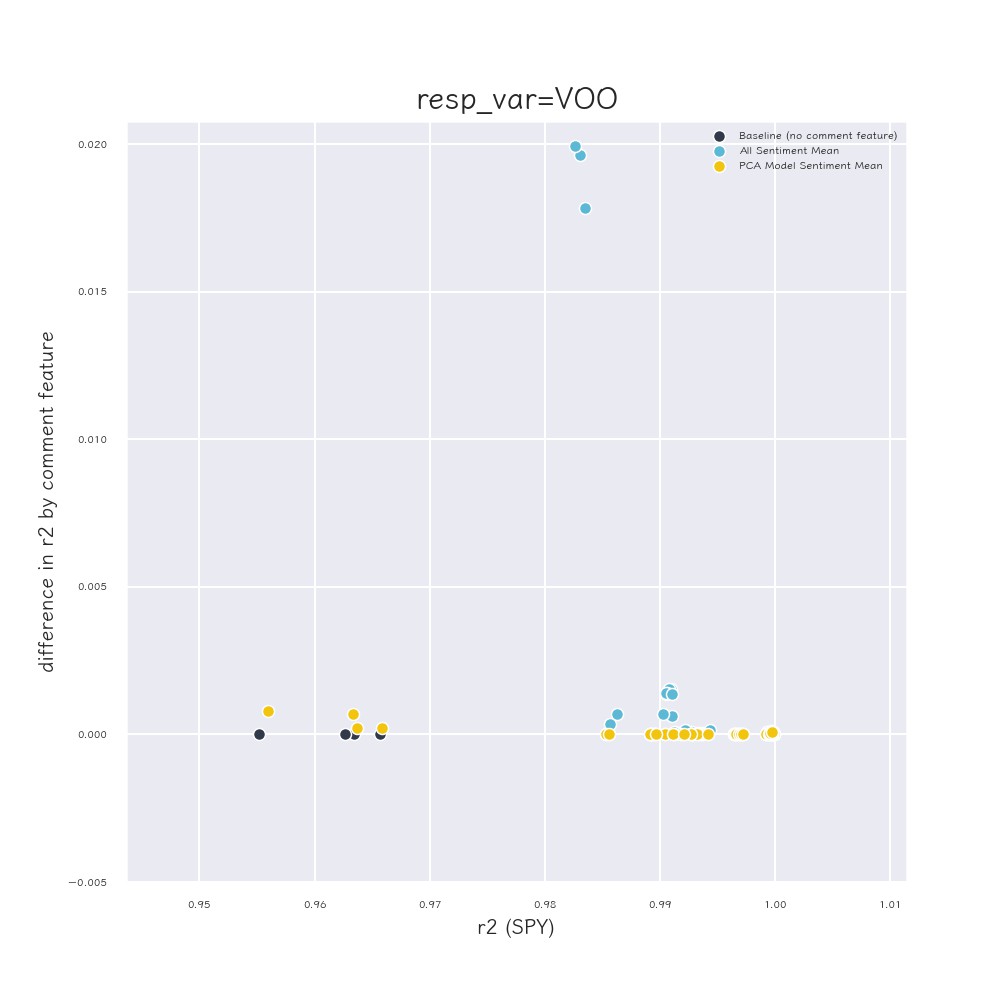 resp_var=VOO
Baseline (no comment feature)
All Sentiment Mean
PCA Model Sentiment Mean
difference in r2 by comment feature
0.020
0.015
0.010
0.005
0.000
−0.005
0.95 0.96 0.97 0.98 0.99 1.00 1.01
r2 (SPY)